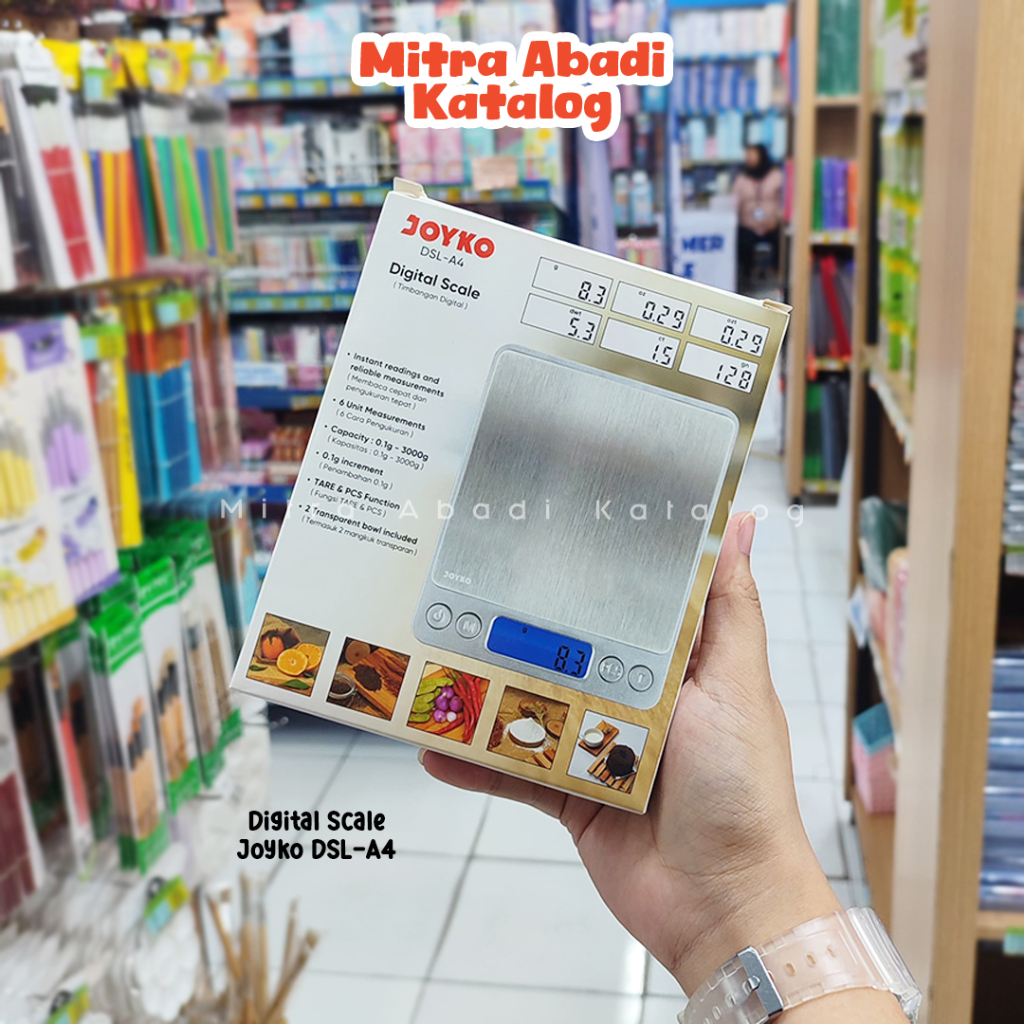 Mitra Abadi
Katalog
JOYKO
DSL-A4
Digital Scale
( Timbangan Digital )
g
8.3
oz
0.29
ozt
0.29
dwt
5.3
ct
1.5
gn
128
• Instant readings and
reliable measurements
( Membaca cepat dan
pengukuran tepat )
• 6 Unit Measurements
( 6 Cara Pengukuran )
• Capacity : 0.1g - 3000g
( Kapasitas : 0.1g - 3000g )
• 0.1g increment
( Penambahan 0,1g )
• TARE & PCS Function
( Fungsi TARE & PCS )
• 2 Transparent bowl included
( Termasuk 2 mangkuk transparan )
Mitra Abadi Katalog
JOYKO
M
g
8.3
T
Digital Scale
Joyko DSL-A4